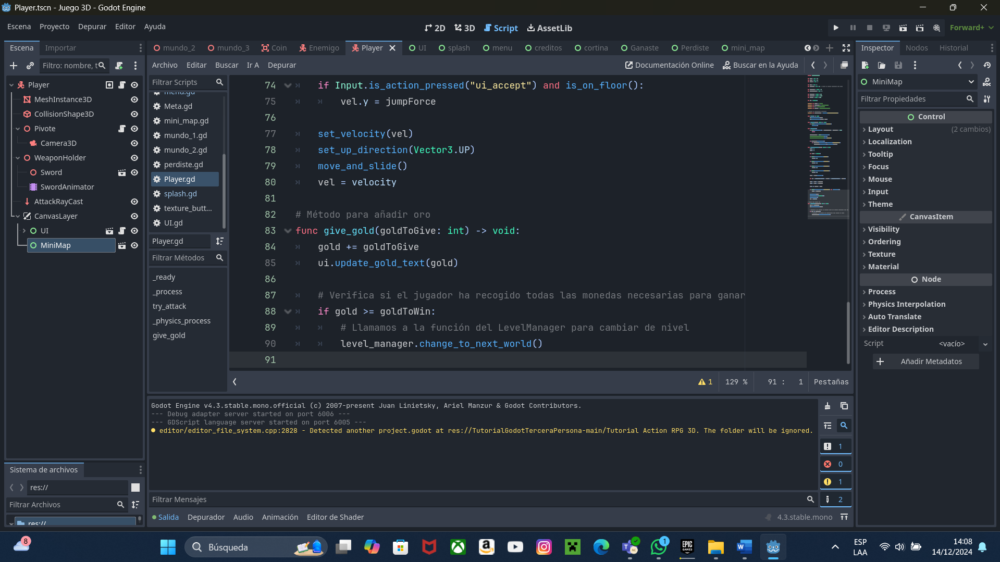 Player.tscn - Juego 3D - Godot Engine
Escena Proyecto Depurar Editor Ayuda
2D 3D Script AssetLib
Forward+
Escena Importar
Filtro: nombre, t
Player
MeshInstance3D
CollisionShape3D
Pivote
Camera3D
WeaponHolder
Sword
SwordAnimator
AttackRayCast
CanvasLayer
UI
MiniMap
Sistema de archivos
res://
Filtrar Archivos
res://
mundo_2 mundo_3 Coin Enemigo Player UI splash menu creditos cortina Ganaste Perdiste mini_map
Archivo Editar Buscar Ir A Depurar
Documentación Online Buscar en la Ayuda
Filtrar Scripts
menu.gd
Meta.gd
mini_map.gd
mundo_1.gd
mundo_2.gd
perdiste.gd
Player.gd
splash.gd
texture_butt...
UI.gd
Player.gd
Filtrar Métodos
_ready
_process
try_attack
_physics_process
give_gold
74 if Input.is_action_pressed("ui_accept") and is_on_floor():
75 vel.y = jumpForce
76
77 set_velocity(vel)
78 set_up_direction(Vector3.UP)
79 move_and_slide()
80 vel = velocity
81
82 # Método para añadir oro
83 func give_gold(goldToGive: int) -> void:
84 gold += goldToGive
85 ui.update_gold_text(gold)
86
87 # Verifica si el jugador ha recogido todas las monedas necesarias para ganar
88 if gold >= goldToWin:
89 # Llamamos a la función del LevelManager para cambiar de nivel
90 level_manager.change_to_next_world()
91
1 129 % 91 : 1 Pestañas
Godot Engine v4.3.stable.mono.official (c) 2007-present Juan Linietsky, Ariel Manzur & Godot Contributors.
--- Debug adapter server started on port 6006 ---
--- GDScript language server started on port 6005 ---
editor/editor_file_system.cpp:2828 - Detected another project.godot at res://TutorialGodotTerceraPersona-main/Tutorial Action RPG 3D. The folder will be ignored.
1
0
1
2
Filtrar Mensajes
Salida Depurador Audio Animación Editor de Shader
4.3.stable.mono
Inspector Nodos Historial
MiniMap
Filtrar Propiedades
Control
Layout (2 cambios)
Localization
Tooltip
Focus
Mouse
Input
Theme
CanvasItem
Visibility
Ordering
Texture
Material
Node
Process
Physics Interpolation
Auto Translate
Editor Description
Script <vacío>
Añadir Metadatos
8
Búsqueda
AC
1
EPIC GAMES
ESP
LAA
14:08
14/12/2024